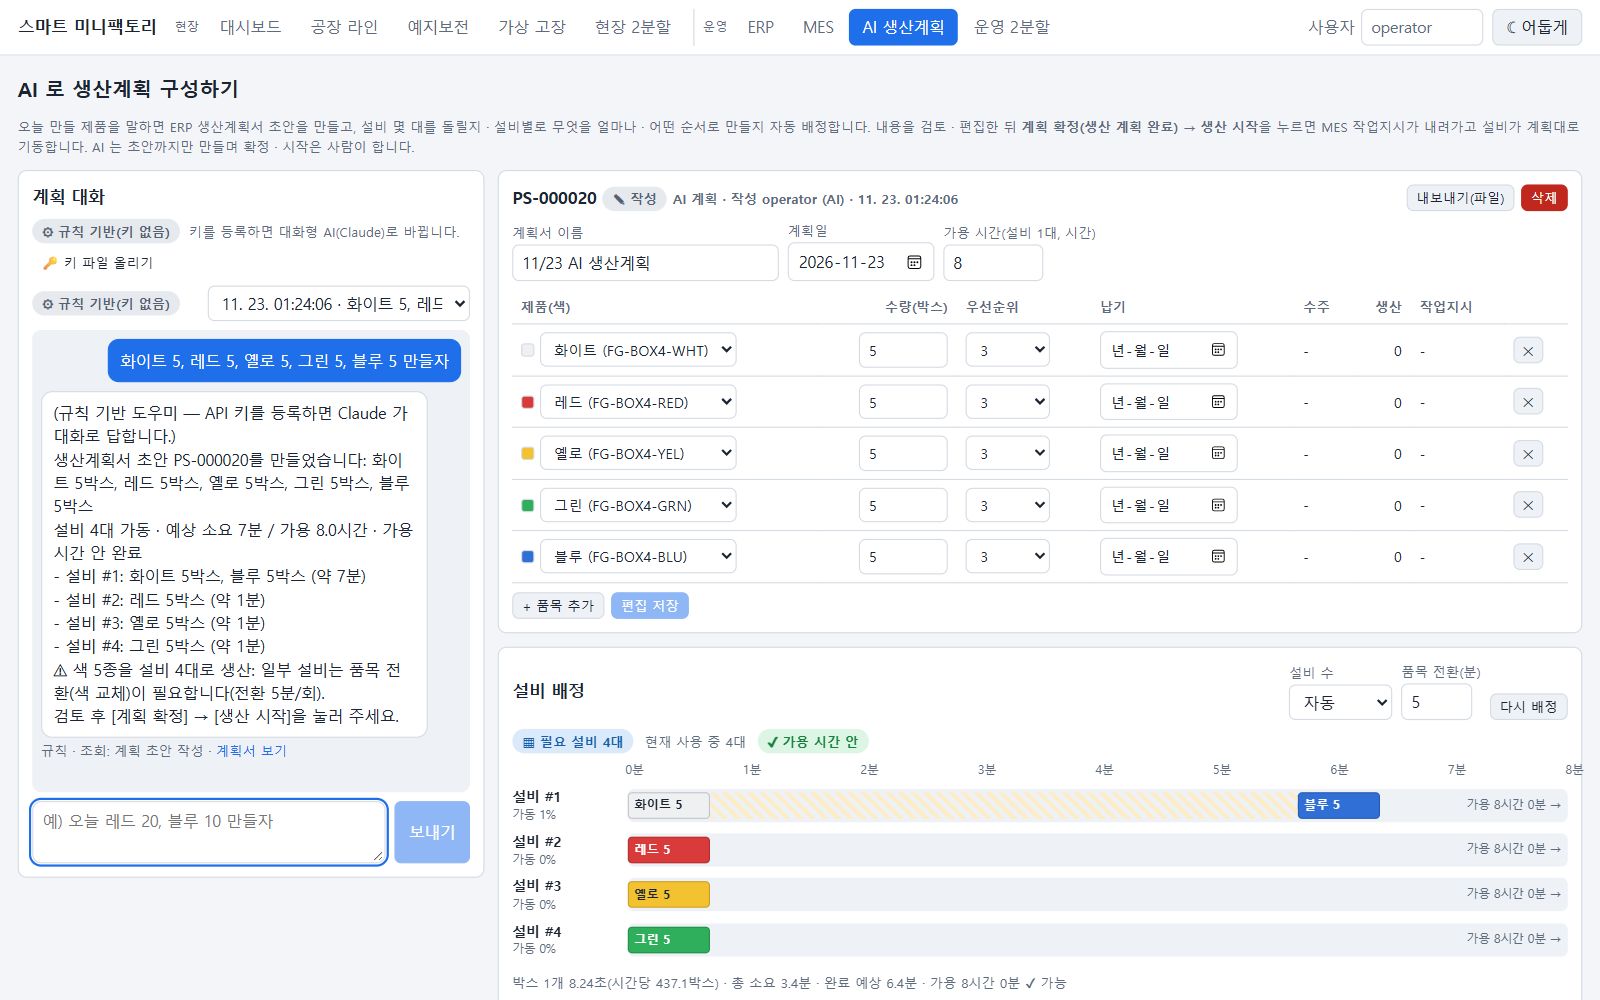 스마트 미니팩토리 현장 대시보드 공장 라인 예지보전 가상 고장 현장 2분할 운영 ERP MES AI 생산계획 운영 2분할 사용자 operator ☾ 어둡게
AI 로 생산계획 구성하기
오늘 만들 제품을 말하면 ERP 생산계획서 초안을 만들고, 설비 몇 대를 돌릴지 · 설비별로 무엇을 얼마나 · 어떤 순서로 만들지 자동 배정합니다. 내용을 검토 · 편집한 뒤 계획 확정(생산 계획 완료) → 생산 시작을 누르면 MES 작업지시가 내려가고 설비가 계획대로
기동합니다. AI 는 초안까지만 만들며 확정 · 시작은 사람이 합니다.
계획 대화
⚙ 규칙 기반(키 없음) 키를 등록하면 대화형 AI(Claude)로 바뀝니다.
🔑 키 파일 올리기
⚙ 규칙 기반(키 없음) 11. 23. 01:24:06 · 화이트 5, 레드
화이트 5, 레드 5, 옐로 5, 그린 5, 블루 5 만들자
(규칙 기반 도우미 — API 키를 등록하면 Claude 가
대화로 답합니다.)
생산계획서 초안 PS-000020를 만들었습니다: 화이
트 5박스, 레드 5박스, 옐로 5박스, 그린 5박스, 블루
5박스
설비 4대 가동 · 예상 소요 7분 / 가용 8.0시간 · 가용
시간 안 완료
- 설비 #1: 화이트 5박스, 블루 5박스 (약 7분)
- 설비 #2: 레드 5박스 (약 1분)
- 설비 #3: 옐로 5박스 (약 1분)
- 설비 #4: 그린 5박스 (약 1분)
⚠ 색 5종을 설비 4대로 생산: 일부 설비는 품목 전
환(색 교체)이 필요합니다(전환 5분/회).
검토 후 [계획 확정] → [생산 시작]을 눌러 주세요.
규칙 · 조회: 계획 초안 작성 · 계획서 보기
예) 오늘 레드 20, 블루 10 만들자
보내기
PS-000020 ✎ 작성 AI 계획 · 작성 operator (AI) · 11. 23. 01:24:06 내보내기(파일) 삭제
계획서 이름 계획일 가용 시간(설비 1대, 시간)
11/23 AI 생산계획 2026-11-23 8
제품(색) 수량(박스) 우선순위 납기 수주 생산 작업지시
화이트 (FG-BOX4-WHT) 5 3 년-월-일 - 0 - ×
레드 (FG-BOX4-RED) 5 3 년-월-일 - 0 - ×
옐로 (FG-BOX4-YEL) 5 3 년-월-일 - 0 - ×
그린 (FG-BOX4-GRN) 5 3 년-월-일 - 0 - ×
블루 (FG-BOX4-BLU) 5 3 년-월-일 - 0 - ×
+ 품목 추가 편집 저장
설비 배정
설비 수 품목 전환(분)
자동 5 다시 배정
▦ 필요 설비 4대 현재 사용 중 4대 ✓ 가용 시간 안
0분 1분 2분 3분 4분 5분 6분 7분 8분
설비 #1
가동 1%
화이트 5 블루 5 가용 8시간 0분 →
설비 #2
가동 0%
레드 5 가용 8시간 0분 →
설비 #3
가동 0%
옐로 5 가용 8시간 0분 →
설비 #4
가동 0%
그린 5 가용 8시간 0분 →
박스 1개 8.24초(시간당 437.1박스) · 총 소요 3.4분 · 완료 예상 6.4분 · 가용 8시간 0분 ✓ 가능